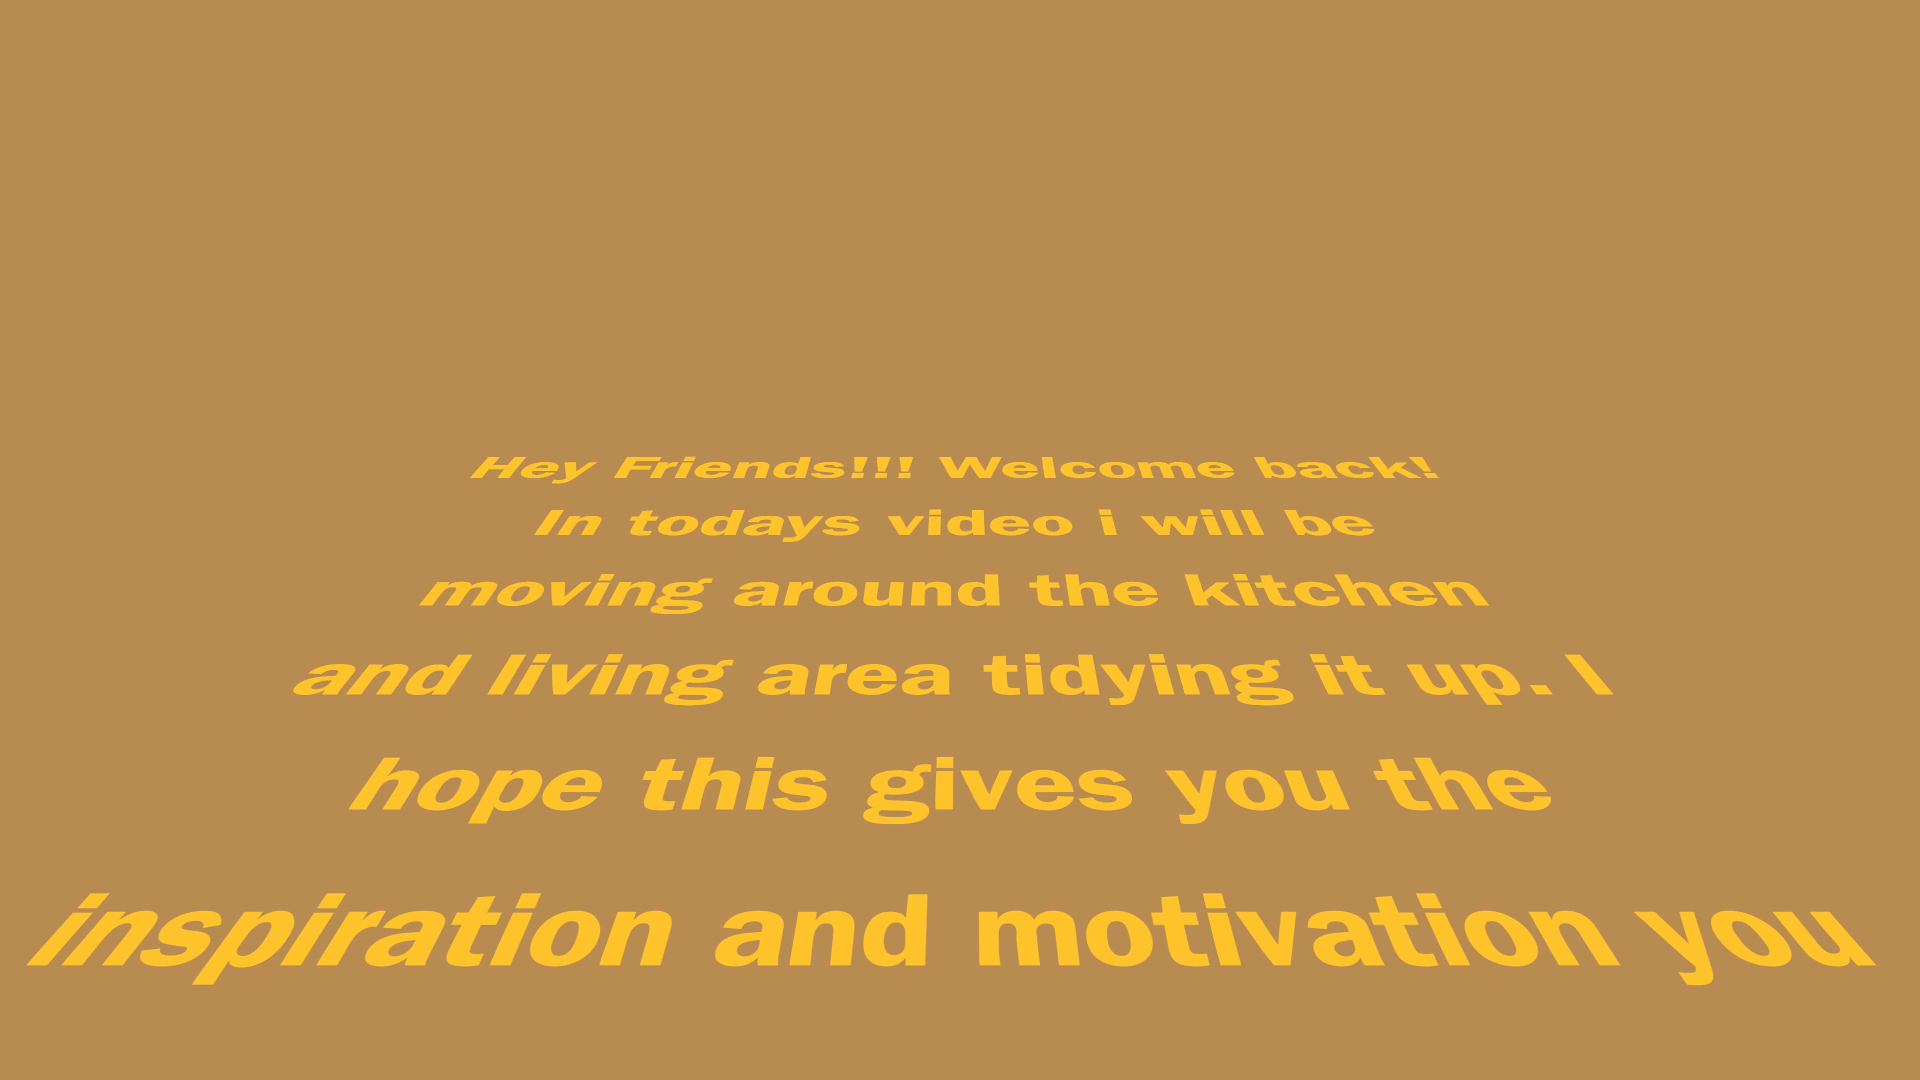 Hey Friends!!! Welcome back!
In todays video i will be
moving around the kitchen
and living area tidying it up. I
hope this gives you the
inspiration and motivation you